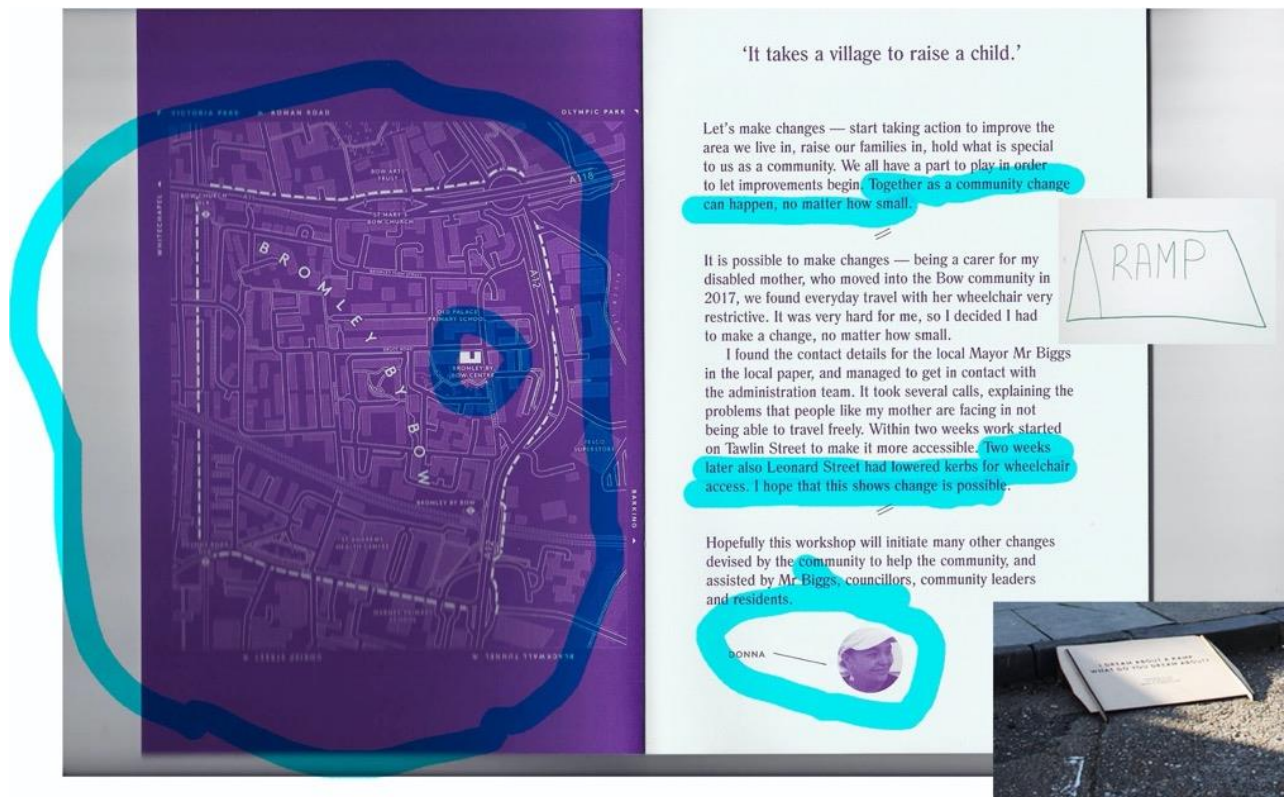 VICTORIA PARK
ROMAN ROAD
OLYMPIC PARK
WHITECHAPEL
BOW ARTS
TRUST
A118
BOW CHURCH
ST MARY'S
BOW CHURCH
BROMLEY BY BOW
A12
OLD PALACE
PRIMARY SCHOOL
BROMLEY BY
BOW CENTRE
TESCO
SUPERSTORE
BARKING
BROMLEY BY BOW
ST ANDREWS
HEALTH CENTRE
PRIMARY
SCHOOL
BLACKWALL TUNNEL
'It takes a village to raise a child.'
Let's make changes — start taking action to improve the
area we live in, raise our families in, hold what is special
to us as a community. We all have a part to play in order
to let improvements begin. Together as a community change
can happen, no matter how small.
It is possible to make changes — being a carer for my
disabled mother, who moved into the Bow community in
2017, we found everyday travel with her wheelchair very
restrictive. It was very hard for me, so I decided I had
to make a change, no matter how small.
I found the contact details for the local Mayor Mr Biggs
in the local paper, and managed to get in contact with
the administration team. It took several calls, explaining the
problems that people like my mother are facing in not
being able to travel freely. Within two weeks work started
on Tawlin Street to make it more accessible. Two weeks
later also Leonard Street had lowered kerbs for wheelchair
access. I hope that this shows change is possible.
Hopefully this workshop will initiate many other changes
devised by the community to help the community, and
assisted by Mr Biggs, councillors, community leaders
and residents.
DONNA
RAMP
I DREAM ABOUT A RAMP
WHAT DO YOU DREAM ABOUT?